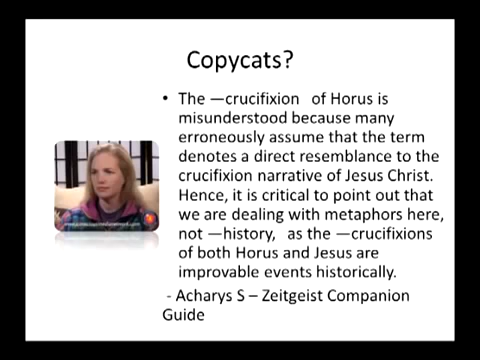 Copycats?
• The —crucifixion of Horus is
misunderstood because many
erroneously assume that the term
denotes a direct resemblance to the
crucifixion narrative of Jesus Christ.
Hence, it is critical to point out that
we are dealing with metaphors here,
not —history, as the —crucifixions
of both Horus and Jesus are
improvable events historically.
- Acharys S – Zeitgeist Companion
Guide